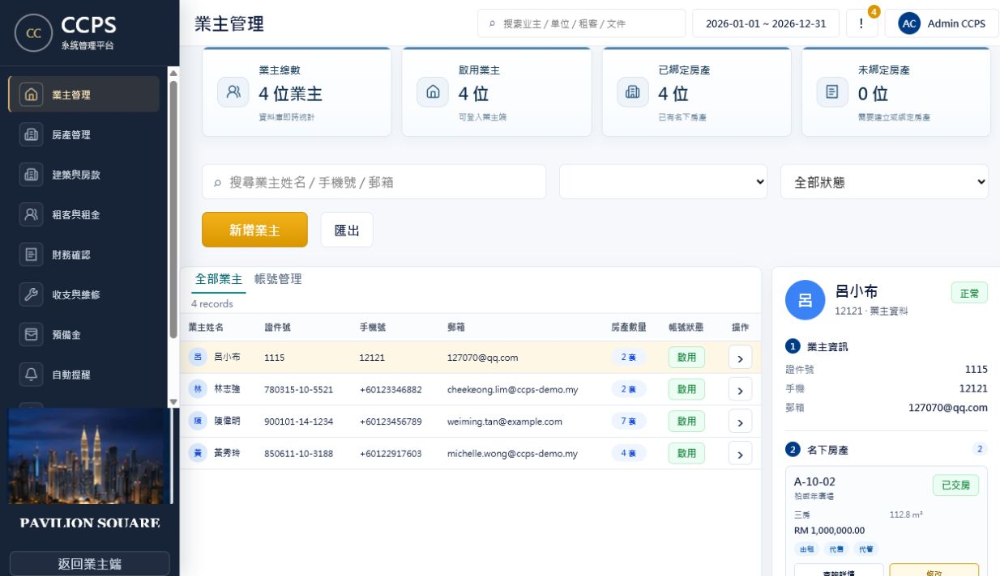 CC
CCPS
系統管理平台
業主管理
房產管理
建築與房款
租客與租金
財務確認
收支與維修
預備金
自動提醒
PAVILION SQUARE
返回業主端
業主管理
搜索业主 / 单位 / 租客 / 文件
2026-01-01 ~ 2026-12-31
!
4
AC
Admin CCPS
業主總數
4 位業主
資料庫即時統計
啟用業主
4 位
可登入業主端
已綁定房產
4 位
已有名下房產
未綁定房產
0 位
需要建立或綁定房產
搜尋業主姓名 / 手機號 / 郵箱
全部狀態
新增業主
匯出
全部業主 帳號管理
4 records
業主姓名 證件號 手機號 郵箱 房產數量 帳號狀態 操作
呂 呂小布 1115 12121 127070@qq.com 2 套 啟用
林 林志強 780315-10-5521 +60123346882 cheekeong.lim@ccps-demo.my 2 套 啟用
陳 陳偉明 900101-14-1234 +60123456789 weiming.tan@example.com 7 套 啟用
黃 黃秀玲 850611-10-3188 +60122917603 michelle.wong@ccps-demo.my 4 套 啟用
呂
呂小布
12121 · 業主資料
正常
1 業主資訊
證件號 1115
手機 12121
郵箱 127070@qq.com
2 名下房產 2
A-10-02
柏威年廣場
已交房
三房 112.8 m²
RM 1,000,000.00
出租 代售 代管
查詢詳情 修改